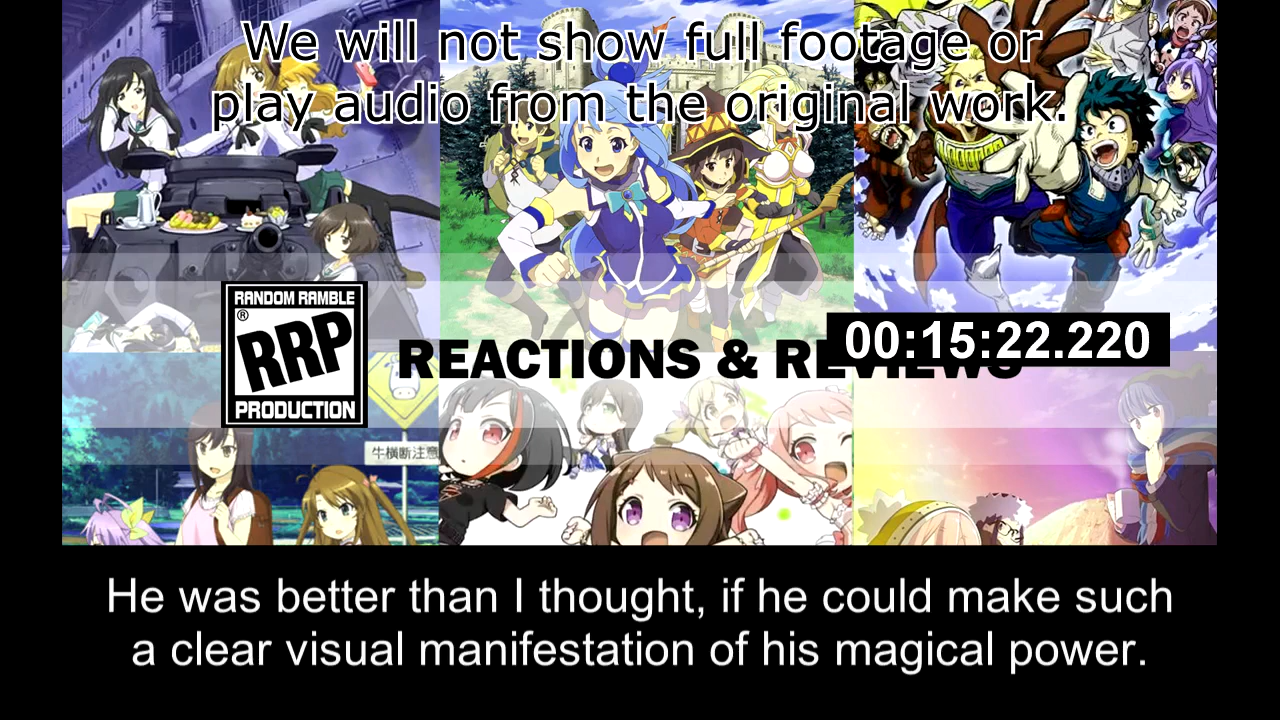 We will not show full footage or
play audio from the original work.
RANDOM RAMBLE
®
RRP
PRODUCTION
REACTIONS & REVIEWS
00:15:22.220
牛横断注意
He was better than I thought, if he could make such
a clear visual manifestation of his magical power.